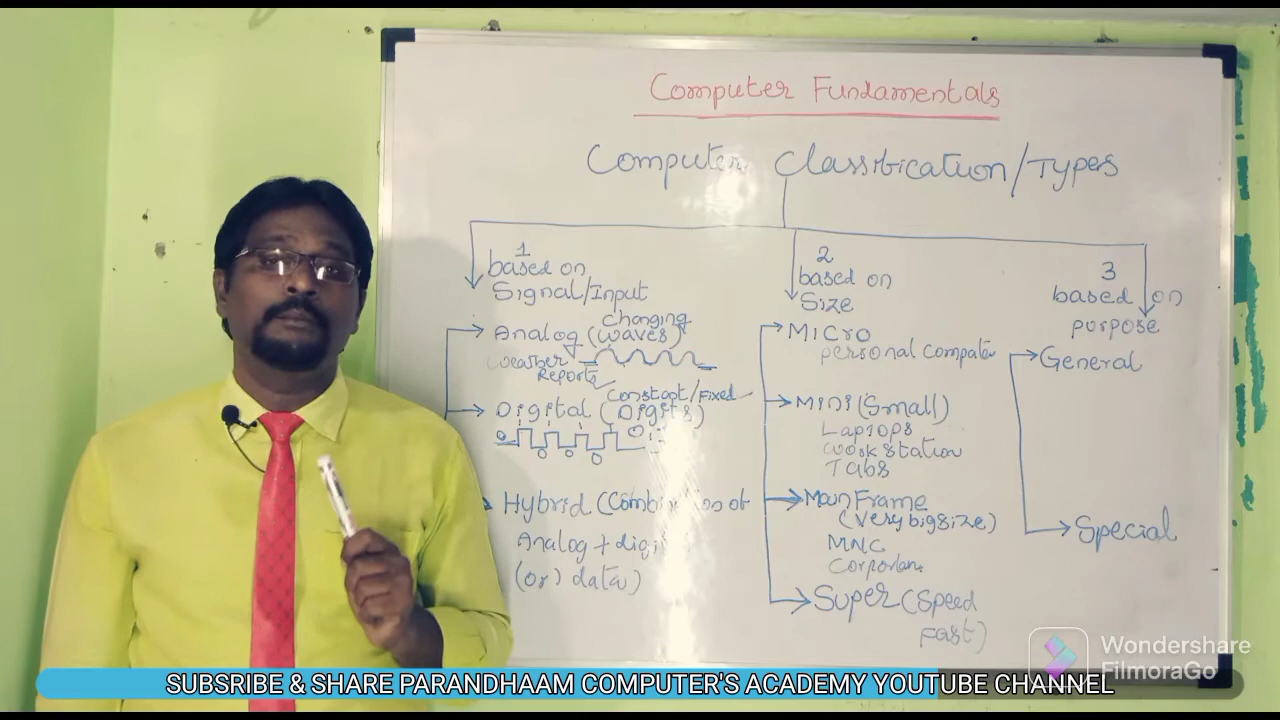 Computer Fundamentals
Computer Classification/Types
1
based on
Signal/Input
Analog (waves)
changing
weather
Reports
Constant/Fixed
Digital (Digits)
Hybrid (Combination of
Analog + digi
(or) data)
2
based on
Size
Micro
personal computer
Mini (Small)
Laptops
work station
Tabs
Main Frame
(very big size)
MNC
Super (Speed
fast)
3
based on
purpose
General
Special
Wondershare
FilmoraGo
SUBSRIBE & SHARE PARANDHAAM COMPUTER'S ACADEMY YOUTUBE CHANNEL